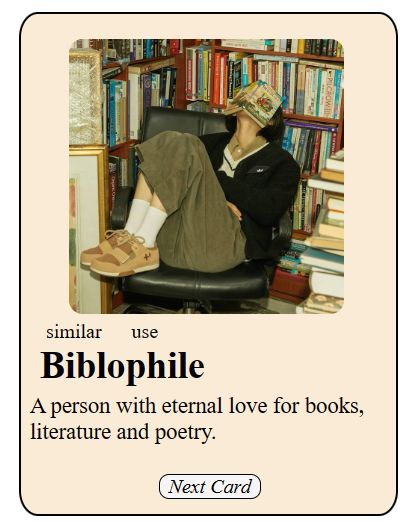 similar use
Biblophile
A person with eternal love for books,
literature and poetry.
Next Card